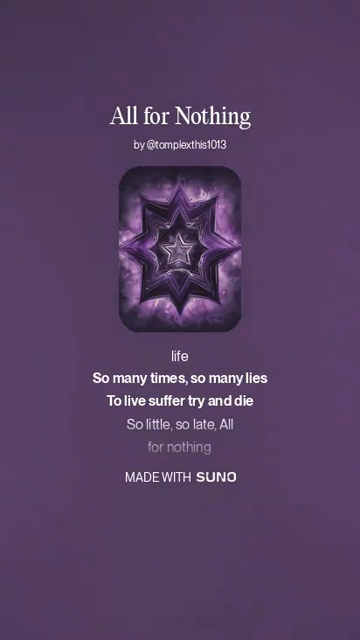 All for Nothing
by @tomplexthis1013
life
So many times, so many lies
To live suffer try and die
So little, so late, All
for nothing
MADE WITH SUNO